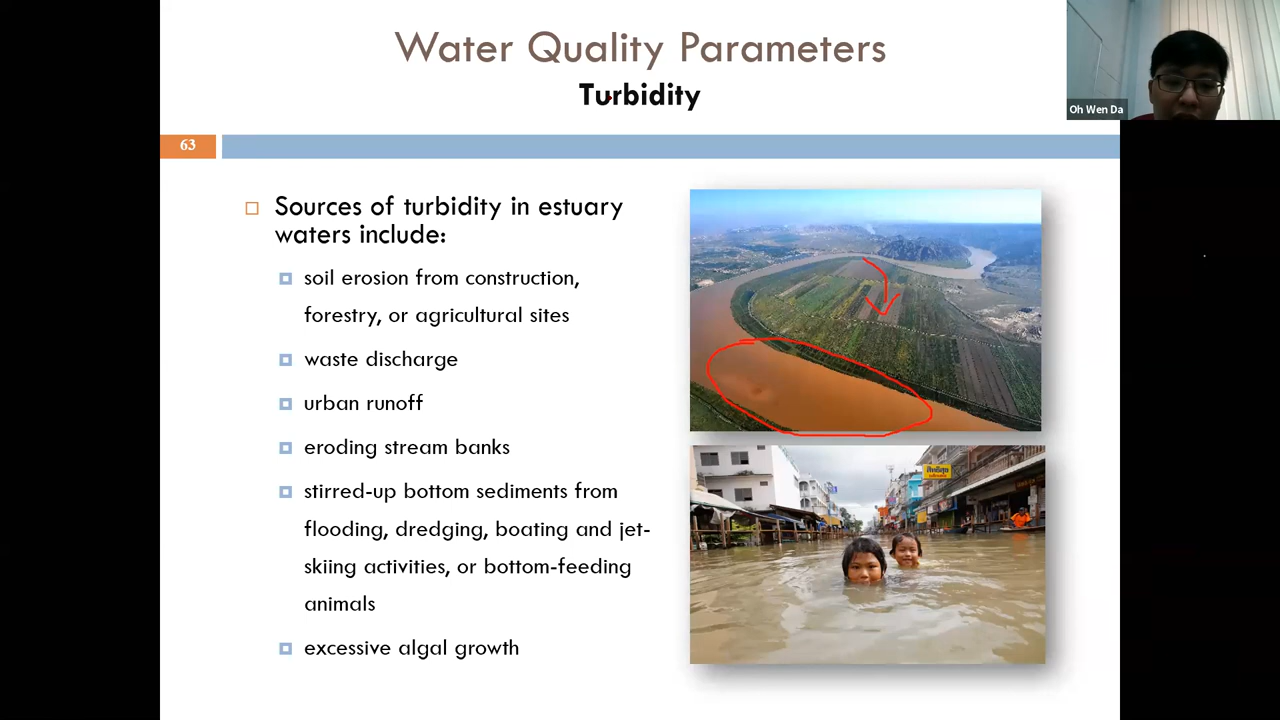 Water Quality Parameters
Turbidity
Oh Wen Da
63
Sources of turbidity in estuary
waters include:
soil erosion from construction,
forestry, or agricultural sites
waste discharge
urban runoff
eroding stream banks
stirred-up bottom sediments from
flooding, dredging, boating and jet-
skiing activities, or bottom-feeding
animals
excessive algal growth